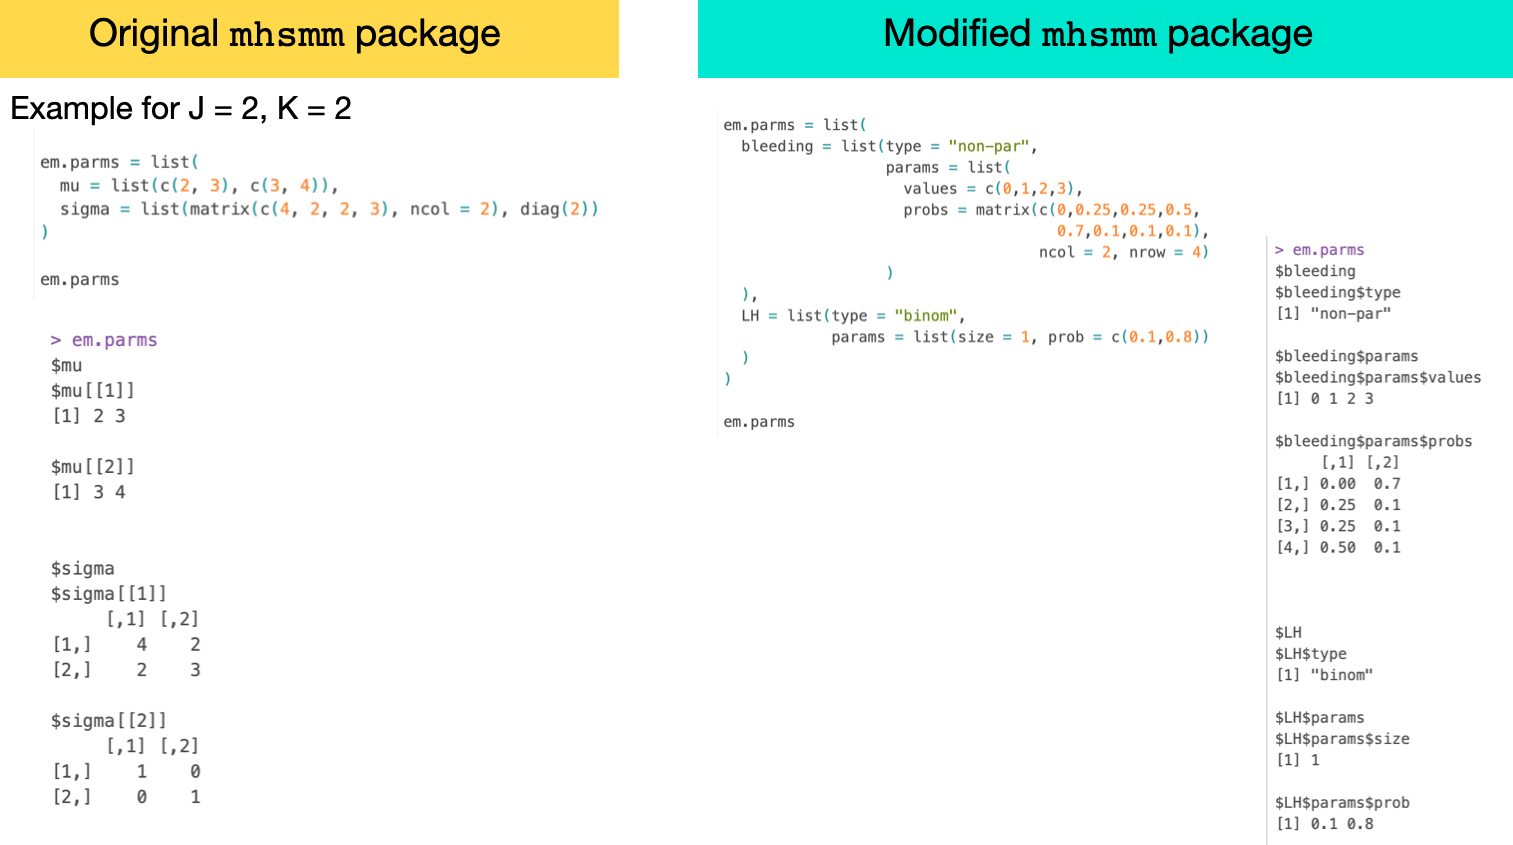 Original mhsmm package
Example for J = 2, K = 2
em.parms = list(
  mu = list(c(2, 3), c(3, 4)),
  sigma = list(matrix(c(4, 2, 2, 3), ncol = 2), diag(2))
)
em.parms
> em.parms
$mu
$mu[[1]]
[1] 2 3
$mu[[2]]
[1] 3 4
$sigma
$sigma[[1]]
     [,1] [,2]
[1,]    4    2
[2,]    2    3
$sigma[[2]]
     [,1] [,2]
[1,]    1    0
[2,]    0    1
Modified mhsmm package
em.parms = list(
  bleeding = list(type = "non-par",
                  params = list(
                    values = c(0,1,2,3),
                    probs = matrix(c(0,0.25,0.25,0.5,
                                     0.7,0.1,0.1,0.1),
                                   ncol = 2, nrow = 4)
                  )
  ),
  LH = list(type = "binom",
            params = list(size = 1, prob = c(0.1,0.8))
  )
)
em.parms
> em.parms
$bleeding
$bleeding$type
[1] "non-par"
$bleeding$params
$bleeding$params$values
[1] 0 1 2 3
$bleeding$params$probs
     [,1] [,2]
[1,] 0.00  0.7
[2,] 0.25  0.1
[3,] 0.25  0.1
[4,] 0.50  0.1
$LH
$LH$type
[1] "binom"
$LH$params
$LH$params$size
[1] 1
$LH$params$prob
[1] 0.1 0.8